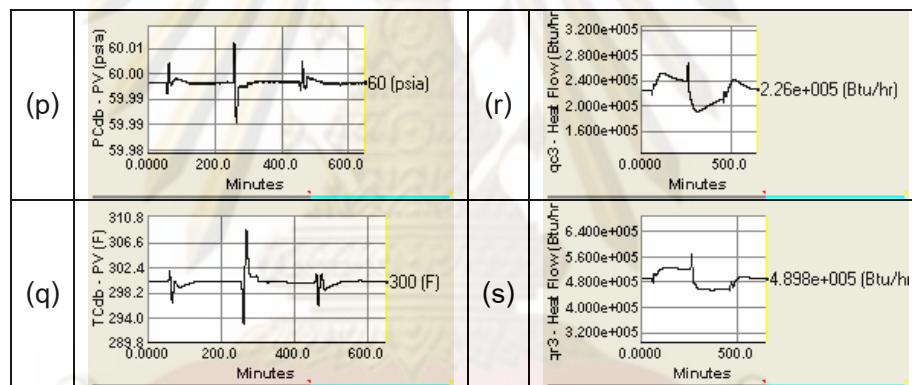 (p)
PCdb - PV (psia)
60.01
60.00
59.99
59.99
59.98
0.0000 200.0 400.0 600.0
Minutes
60 (psia)
(r)
qc3 - Heat Flow (Btu/hr
3.200e+005
2.800e+005
2.400e+005
2.000e+005
1.600e+005
0.0000 500.0
Minutes
2.26e+005 (Btu/hr)
(q)
TCdb - PV (F)
310.8
306.6
302.4
298.2
294.0
289.8
0.0000 200.0 400.0 600.0
Minutes
300 (F)
(s)
qr3 - Heat Flow (Btu/hr
6.400e+005
5.600e+005
4.800e+005
4.000e+005
3.200e+005
0.0000 500.0
Minutes
4.898e+005 (Btu/hr